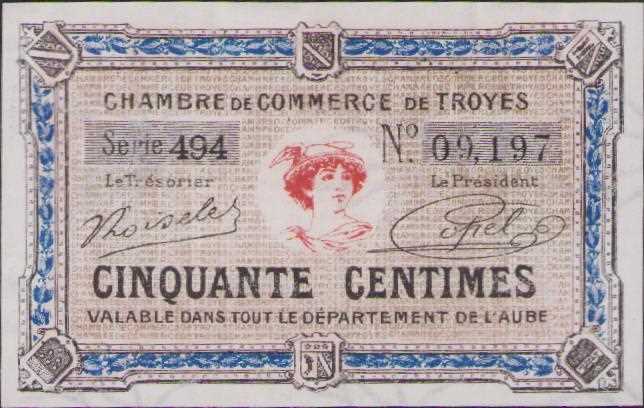 CHAMBRE DE COMMERCE DE TROYES
Serie 494 Nº 09,197
Le Trésorier Le Président
CINQUANTE CENTIMES
VALABLE DANS TOUT LE DÉPARTEMENT DE L'AUBE